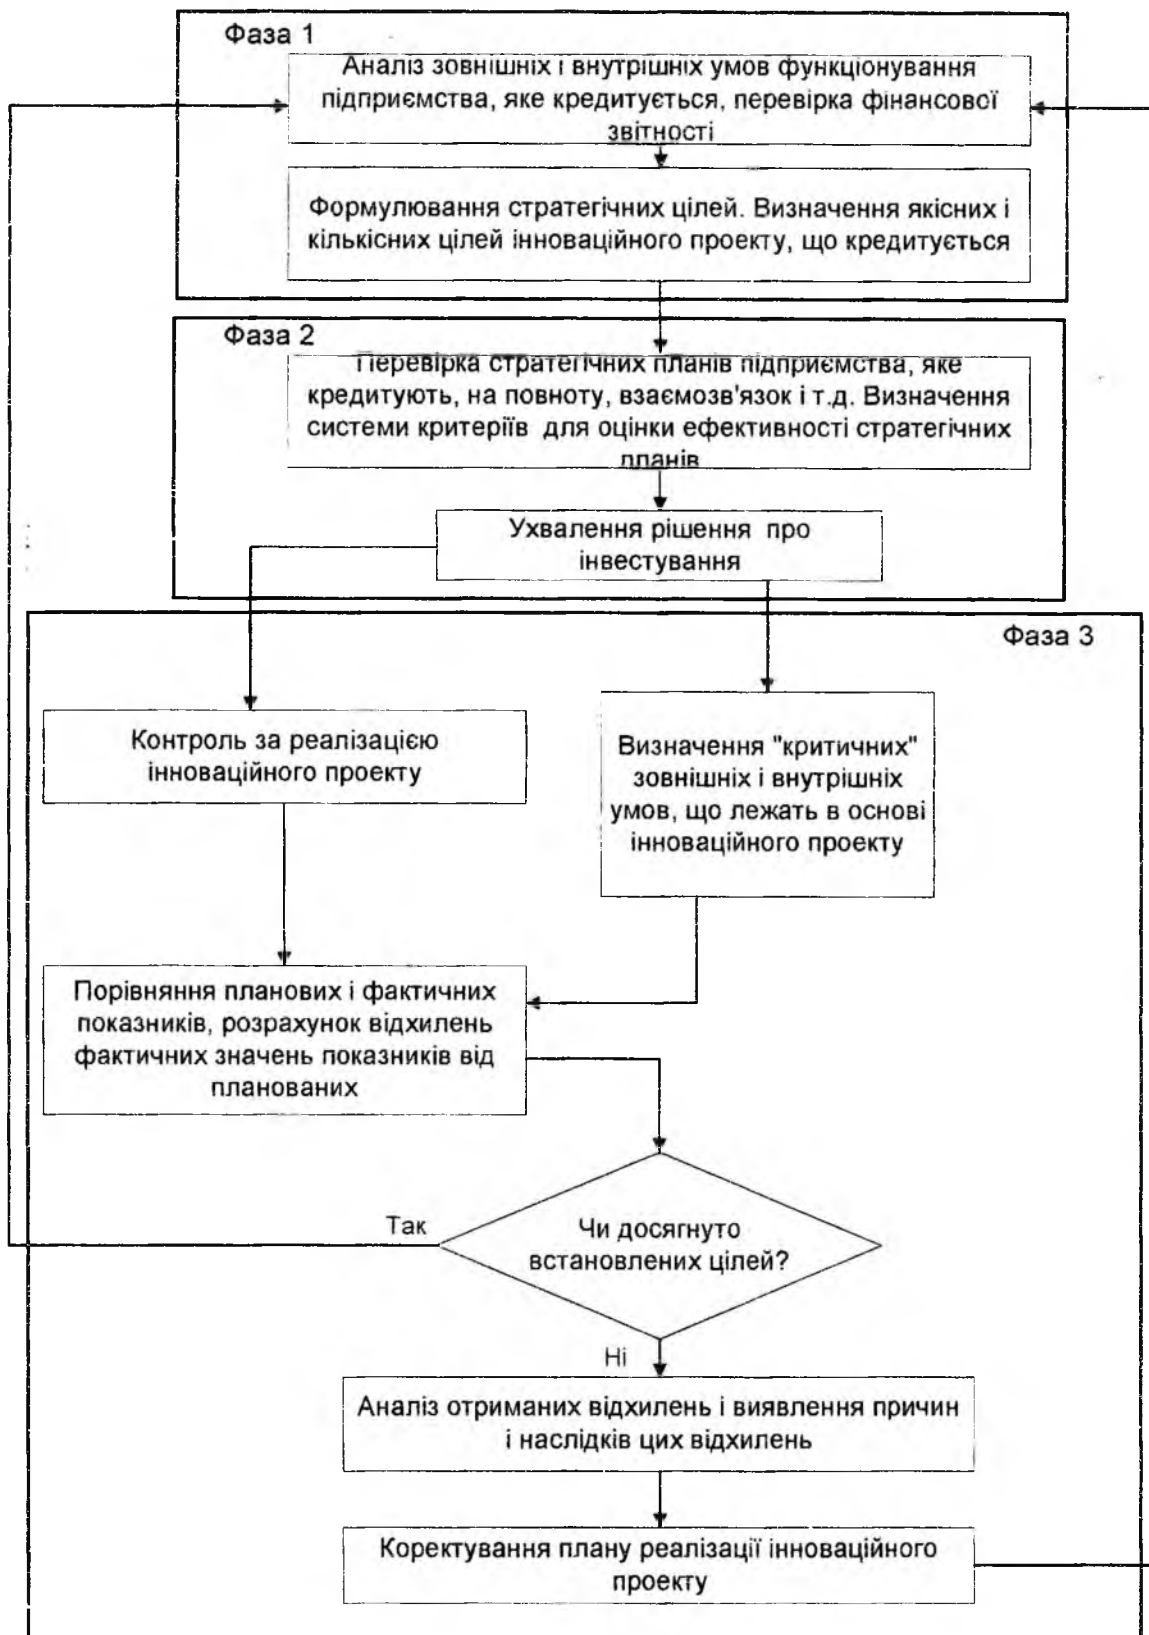 Фаза 1
Аналіз зовнішніх і внутрішніх умов функціонування
підприємства, яке кредитується, перевірка фінансової
звітності
Формулювання стратегічних цілей. Визначення якісних і
кількісних цілей інноваційного проекту, що кредитується
Фаза 2
Перевірка стратегічних планів підприємства, яке
кредитують, на повноту, взаємозв'язок і т.д. Визначення
системи критеріїв для оцінки ефективності стратегічних
планів
Ухвалення рішення про
інвестування
Фаза 3
Контроль за реалізацією
інноваційного проекту
Визначення "критичних"
зовнішніх і внутрішніх
умов, що лежать в основі
інноваційного проекту
Порівняння планових і фактичних
показників, розрахунок відхилень
фактичних значень показників від
планованих
Так
Чи досягнуто
встановлених цілей?
Ні
Аналіз отриманих відхилень і виявлення причин
і наслідків цих відхилень
Коректування плану реалізації інноваційного
проекту